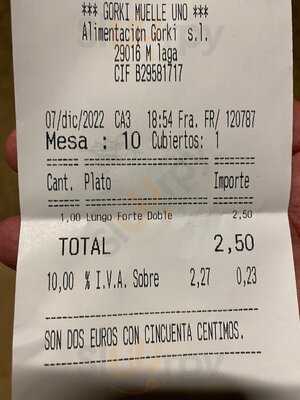 *** GORKI MUELLE UNO ***
Alimentación Gorki s.l.
29016 M laga
CIF B29581717
07/dic/2022 CA3 18:54 Fra. FR/ 120787
Mesa : 10 Cubiertos: 1
Cant. Plato Importe
1,00 Lungo Forte Doble 2,50
TOTAL 2,50
10,00 % I.V.A. Sobre 2,27 0,23
SON DOS EUROS CON CINCUENTA CENTIMOS.